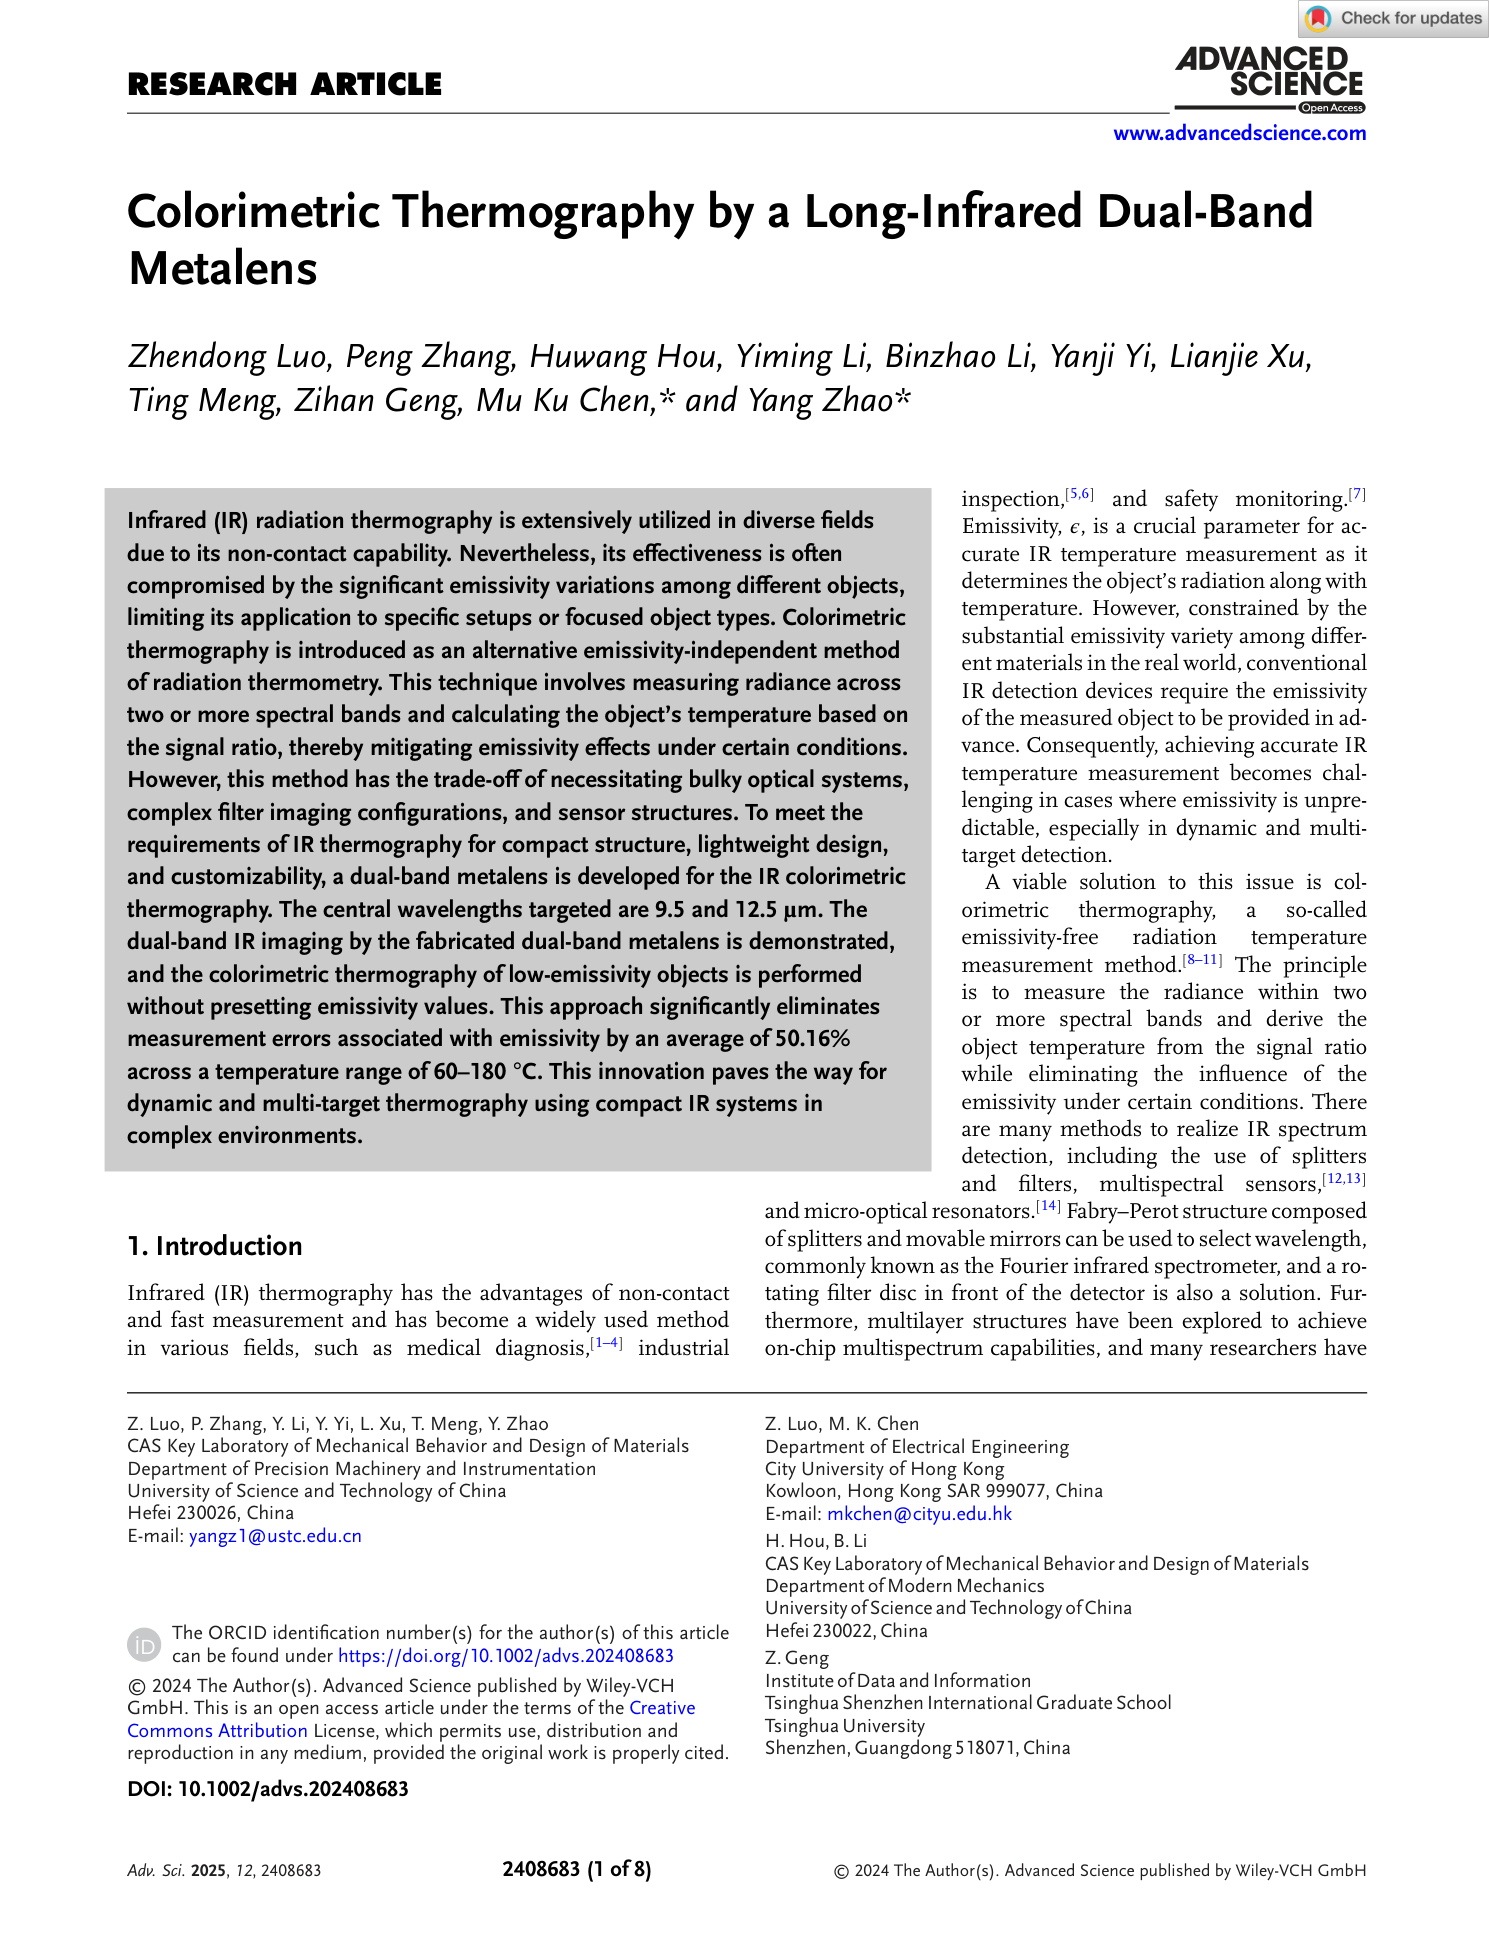 Check for updates
RESEARCH ARTICLE
ADVANCED
SCIENCE
Open Access
www.advancedscience.com
Colorimetric Thermography by a Long-Infrared Dual-Band
Metalens
Zhendong Luo, Peng Zhang, Huwang Hou, Yiming Li, Binzhao Li, Yanji Yi, Lianjie Xu,
Ting Meng, Zihan Geng, Mu Ku Chen,* and Yang Zhao*
Infrared (IR) radiation thermography is extensively utilized in diverse fields
due to its non-contact capability. Nevertheless, its effectiveness is often
compromised by the significant emissivity variations among different objects,
limiting its application to specific setups or focused object types. Colorimetric
thermography is introduced as an alternative emissivity-independent method
of radiation thermometry. This technique involves measuring radiance across
two or more spectral bands and calculating the object's temperature based on
the signal ratio, thereby mitigating emissivity effects under certain conditions.
However, this method has the trade-off of necessitating bulky optical systems,
complex filter imaging configurations, and sensor structures. To meet the
requirements of IR thermography for compact structure, lightweight design,
and customizability, a dual-band metalens is developed for the IR colorimetric
thermography. The central wavelengths targeted are 9.5 and 12.5 μm. The
dual-band IR imaging by the fabricated dual-band metalens is demonstrated,
and the colorimetric thermography of low-emissivity objects is performed
without presetting emissivity values. This approach significantly eliminates
measurement errors associated with emissivity by an average of 50.16%
across a temperature range of 60–180 °C. This innovation paves the way for
dynamic and multi-target thermography using compact IR systems in
complex environments.
1. Introduction
Infrared (IR) thermography has the advantages of non-contact
and fast measurement and has become a widely used method
in various fields, such as medical diagnosis,[1–4] industrial
inspection,[5,6] and safety monitoring.[7]
Emissivity, ϵ, is a crucial parameter for ac-
curate IR temperature measurement as it
determines the object's radiation along with
temperature. However, constrained by the
substantial emissivity variety among differ-
ent materials in the real world, conventional
IR detection devices require the emissivity
of the measured object to be provided in ad-
vance. Consequently, achieving accurate IR
temperature measurement becomes chal-
lenging in cases where emissivity is unpre-
dictable, especially in dynamic and multi-
target detection.
A viable solution to this issue is col-
orimetric thermography, a so-called
emissivity-free radiation temperature
measurement method.[8–11] The principle
is to measure the radiance within two
or more spectral bands and derive the
object temperature from the signal ratio
while eliminating the influence of the
emissivity under certain conditions. There
are many methods to realize IR spectrum
detection, including the use of splitters
and filters, multispectral sensors,[12,13]
and micro-optical resonators.[14] Fabry–Perot structure composed
of splitters and movable mirrors can be used to select wavelength,
commonly known as the Fourier infrared spectrometer, and a ro-
tating filter disc in front of the detector is also a solution. Fur-
thermore, multilayer structures have been explored to achieve
on-chip multispectrum capabilities, and many researchers have
Z. Luo, P. Zhang, Y. Li, Y. Yi, L. Xu, T. Meng, Y. Zhao
CAS Key Laboratory of Mechanical Behavior and Design of Materials
Department of Precision Machinery and Instrumentation
University of Science and Technology of China
Hefei 230026, China
E-mail: yangz1@ustc.edu.cn
iD
The ORCID identification number(s) for the author(s) of this article
can be found under https://doi.org/10.1002/advs.202408683
© 2024 The Author(s). Advanced Science published by Wiley-VCH
GmbH. This is an open access article under the terms of the Creative
Commons Attribution License, which permits use, distribution and
reproduction in any medium, provided the original work is properly cited.
DOI: 10.1002/advs.202408683
Z. Luo, M. K. Chen
Department of Electrical Engineering
City University of Hong Kong
Kowloon, Hong Kong SAR 999077, China
E-mail: mkchen@cityu.edu.hk
H. Hou, B. Li
CAS Key Laboratory of Mechanical Behavior and Design of Materials
Department of Modern Mechanics
University of Science and Technology of China
Hefei 230022, China
Z. Geng
Institute of Data and Information
Tsinghua Shenzhen International Graduate School
Tsinghua University
Shenzhen, Guangdong 518071, China
Adv. Sci. 2025, 12, 2408683
2408683 (1 of 8)
© 2024 The Author(s). Advanced Science published by Wiley-VCH GmbH